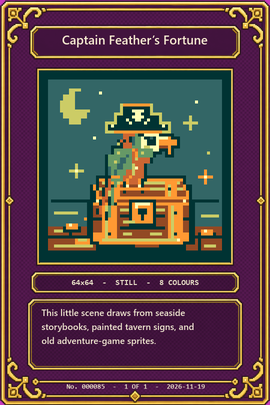 Captain Feather's Fortune
64x64 - STILL - 8 COLOURS
This little scene draws from seaside
storybooks, painted tavern signs, and
old adventure-game sprites.
No. 000085 - 1 OF 1 - 2026-11-19